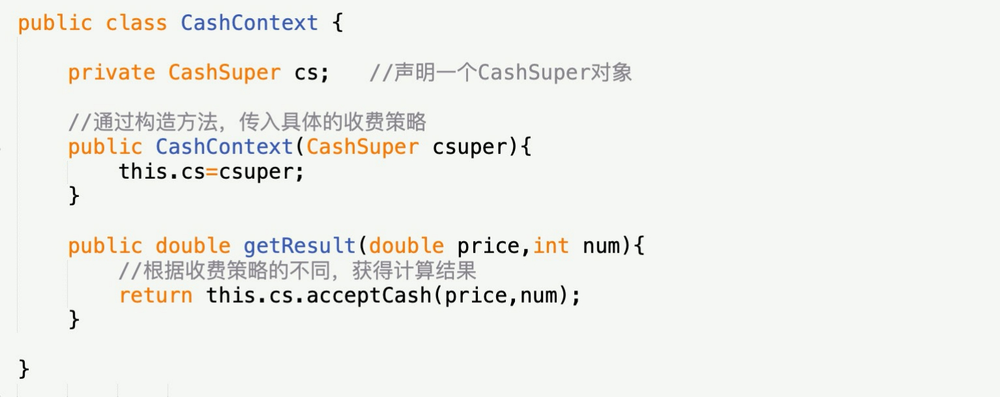 public class CashContext {
    private CashSuper cs;   //声明一个CashSuper对象
    //通过构造方法，传入具体的收费策略
    public CashContext(CashSuper csuper){
        this.cs=csuper;
    }
    public double getResult(double price,int num){
        //根据收费策略的不同，获得计算结果
        return this.cs.acceptCash(price,num);
    }
}